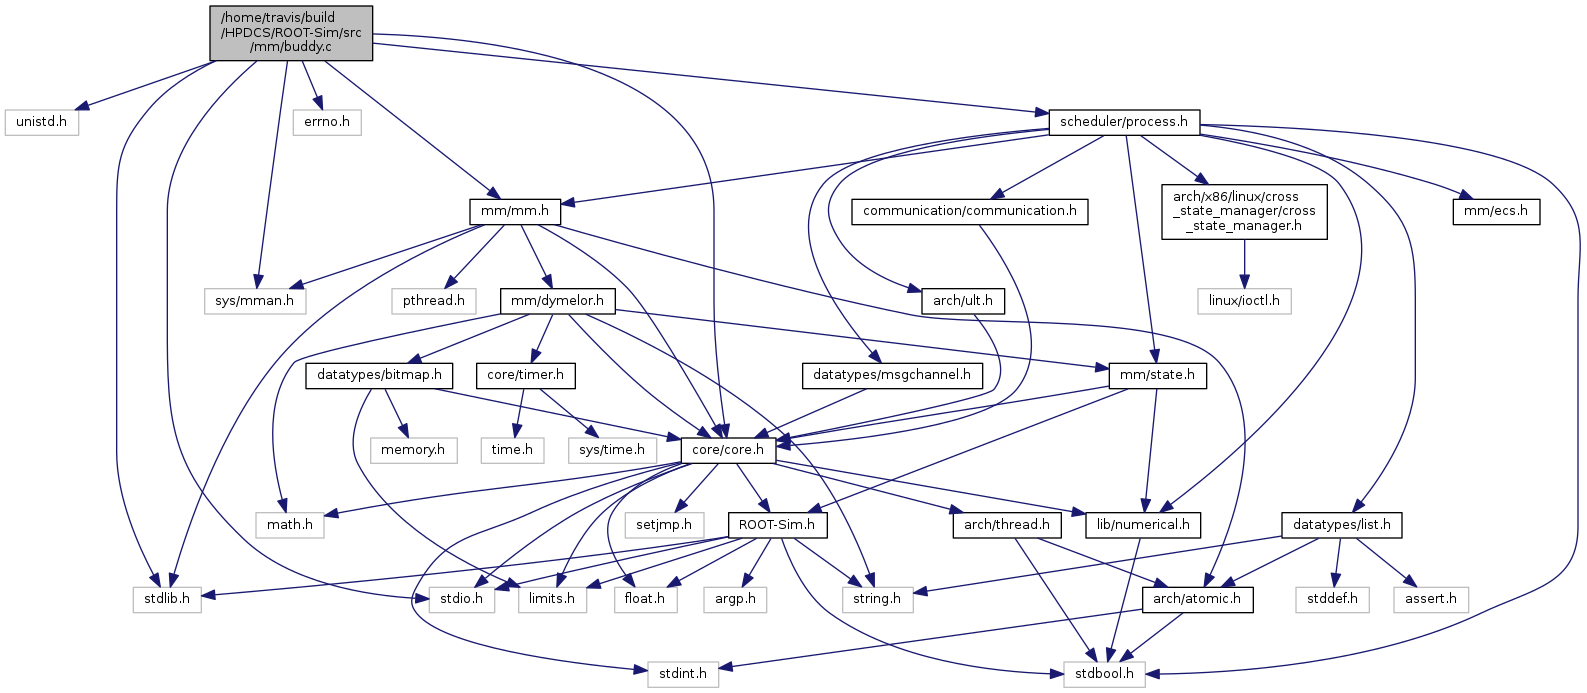 /home/travis/build
/HPDCS/ROOT-Sim/src
/mm/buddy.c
unistd.h
errno.h
scheduler/process.h
mm/mm.h
communication/communication.h
arch/x86/linux/cross
_state_manager/cross
_state_manager.h
mm/ecs.h
sys/mman.h
pthread.h
mm/dymelor.h
arch/ult.h
linux/ioctl.h
datatypes/bitmap.h
core/timer.h
datatypes/msgchannel.h
mm/state.h
memory.h
time.h
sys/time.h
core/core.h
math.h
setjmp.h
ROOT-Sim.h
arch/thread.h
lib/numerical.h
datatypes/list.h
stdlib.h
stdio.h
limits.h
float.h
argp.h
string.h
arch/atomic.h
stddef.h
assert.h
stdint.h
stdbool.h